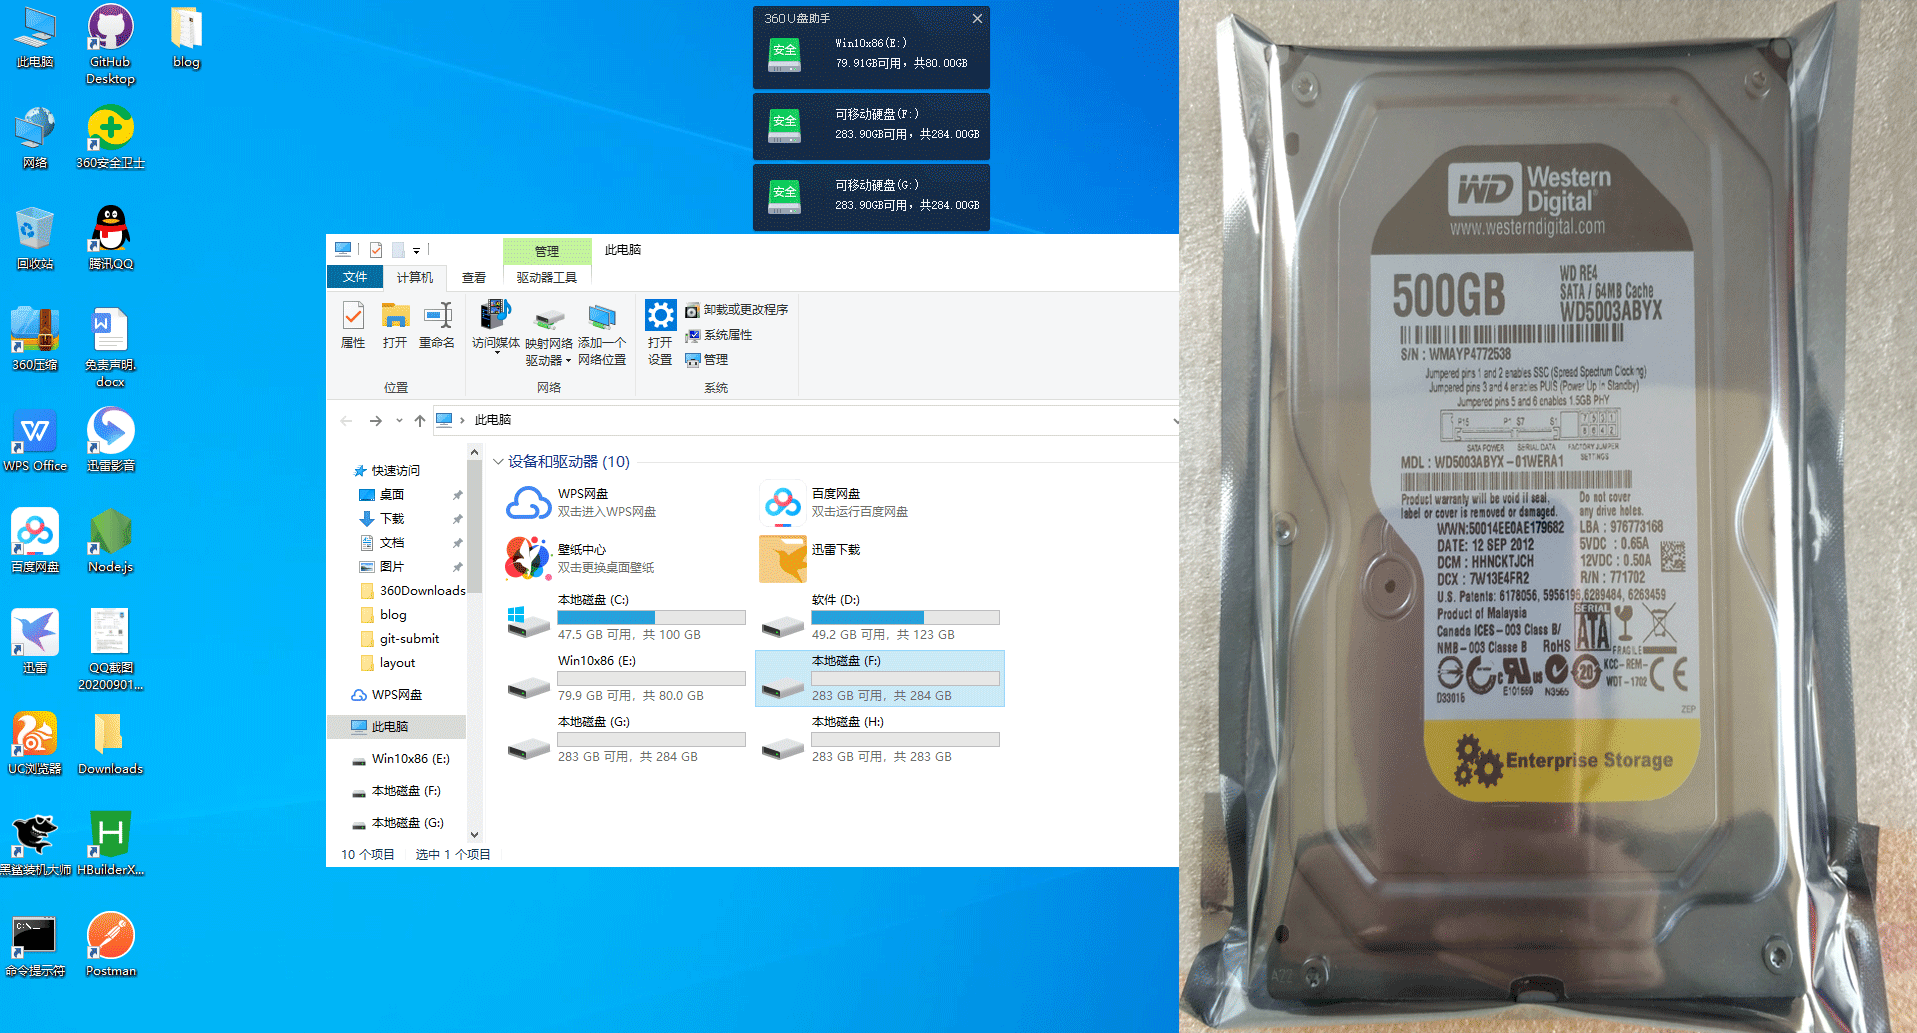 此电脑
GitHub
Desktop
blog
网络
360安全卫士
回收站
腾讯QQ
360压缩
免责声明.
docx
WPS Office
迅雷影音
百度网盘
Node.js
迅雷
QQ截图
20200901...
UC浏览器
Downloads
黑鲨装机大师
HBuilderX...
命令提示符
Postman
360U盘助手
安全
Win10x86(E:)
79.91GB可用，共80.00GB
安全
可移动硬盘(F:)
283.90GB可用，共284.00GB
安全
可移动硬盘(G:)
283.90GB可用，共284.00GB
管理
此电脑
文件
计算机
查看
驱动器工具
属性
打开
重命名
访问媒体
映射网络
驱动器
添加一个
网络位置
打开
设置
卸载或更改程序
系统属性
管理
位置
网络
系统
此电脑
快速访问
桌面
下载
文档
图片
360Downloads
blog
git-submit
layout
WPS网盘
此电脑
Win10x86 (E:)
本地磁盘 (F:)
本地磁盘 (G:)
设备和驱动器 (10)
WPS网盘
双击进入WPS网盘
百度网盘
双击运行百度网盘
壁纸中心
双击更换桌面壁纸
迅雷下载
本地磁盘 (C:)
47.5 GB 可用，共 100 GB
软件 (D:)
49.2 GB 可用，共 123 GB
Win10x86 (E:)
79.9 GB 可用，共 80.0 GB
本地磁盘 (F:)
283 GB 可用，共 284 GB
本地磁盘 (G:)
283 GB 可用，共 284 GB
本地磁盘 (H:)
283 GB 可用，共 283 GB
10 个项目
选中 1 个项目
WD
Western
Digital
www.westerndigital.com
500GB
WD RE4
SATA / 64MB Cache
WD5003ABYX
S/N : WMAYP4772538
Jumpered pins 1 and 2 enables SSC (Spread Spectrum Clocking)
Jumpered pins 3 and 4 enables PUIS (Power Up in Standby)
Jumpered pins 5 and 6 enables 1.5GB PHY
P15 P1 S7 S1
7 5 3 1
8 6 4 2
SATA POWER
SERIAL DATA
FACTORY JUMPER
SETTINGS
MDL : WD5003ABYX-01WERA1
Product warranty will be void if seal,
label or cover is removed or damaged.
Do not cover
any drive holes.
WWN:50014EE0AE179682
LBA : 976773168
DATE: 12 SEP 2012
5VDC : 0.65A
DCM : HHNCKTJCH
12VDC : 0.50A
DCX : 7W13E4FR2
R/N : 771702
U.S. Patents: 6178056, 5956196, 6289484, 6263459
Product of Malaysia
Canada ICES-003 Class B/
NMB-003 Classe B
RoHS
SERIAL
ATA
FRAGILE
D33016
E101559
N3565
20
KCC-REM-
WDT-1702
CE
ZEP
Enterprise Storage